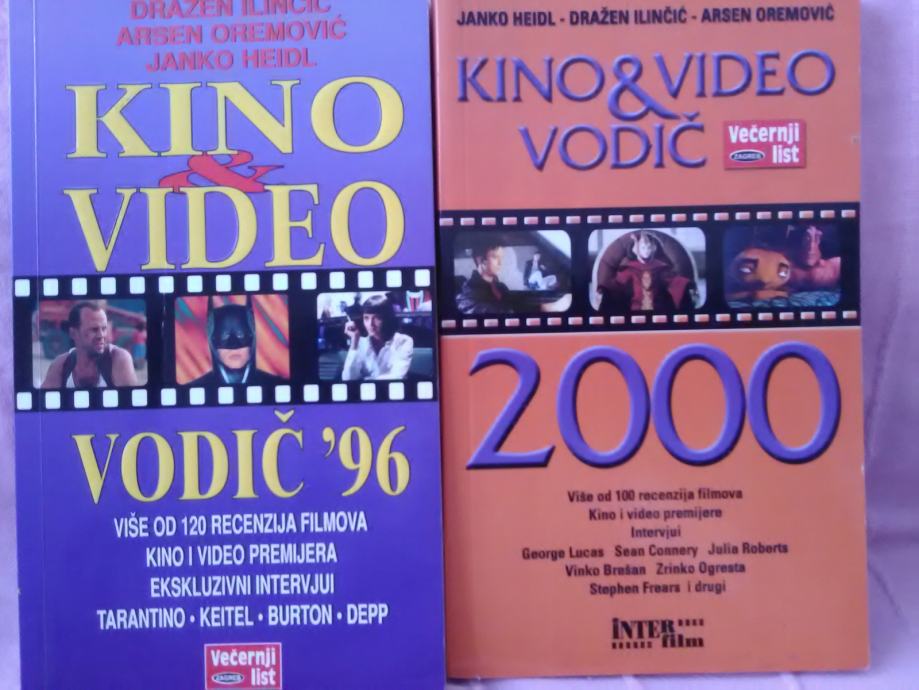 DRAŽEN ILINČIĆ
ARSEN OREMOVIĆ
JANKO HEIDL
KINO
&
VIDEO
VODIČ '96
VIŠE OD 120 RECENZIJA FILMOVA
KINO I VIDEO PREMIJERA
EKSKLUZIVNI INTERVJUI
TARANTINO · KEITEL · BURTON · DEPP
Večernji
ZAGREB list
JANKO HEIDL - DRAŽEN ILINČIĆ - ARSEN OREMOVIĆ
KINO & VIDEO
VODIČ
Večernji
ZAGREB list
2000
Više od 100 recenzija filmova
Kino i video premijere
Intervjui
George Lucas Sean Connery Julia Roberts
Vinko Brešan Zrinko Ogresta
Stephen Frears i drugi
INTER
film